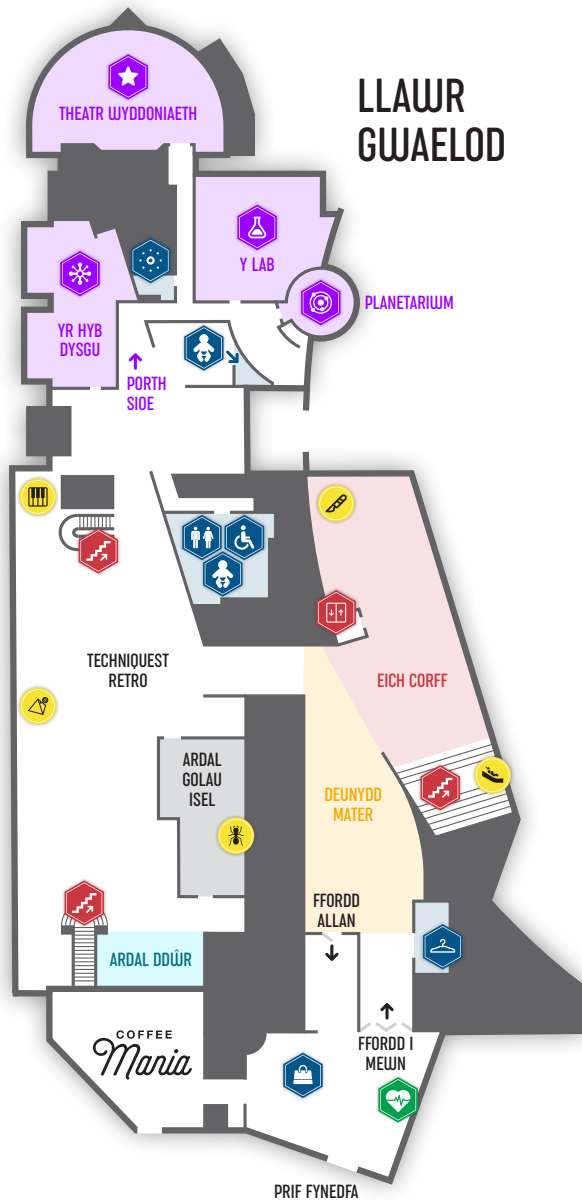 LLAWR
GWAELOD
THEATR WYDDONIAETH
Y LAB
PLANETARIWM
YR HYB
DYSGU
PORTH
SIOE
TECHNIQUEST
RETRO
EICH CORFF
ARDAL
GOLAU
ISEL
DEUNYDD
MATER
FFORDD
ALLAN
ARDAL DDŴR
COFFEE
Mania
FFORDD I
MEWN
PRIF FYNEDFA